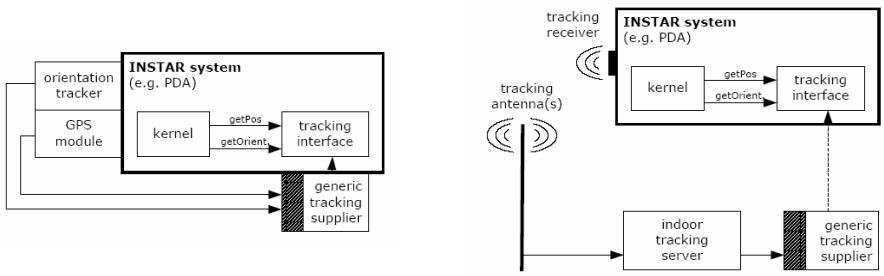 INSTAR system
(e.g. PDA)
orientation
tracker
GPS
module
kernel
getPos
getOrient
tracking
interface
generic
tracking
supplier
tracking
receiver
tracking
antenna(s)
INSTAR system
(e.g. PDA)
kernel
getPos
getOrient
tracking
interface
indoor
tracking
server
generic
tracking
supplier